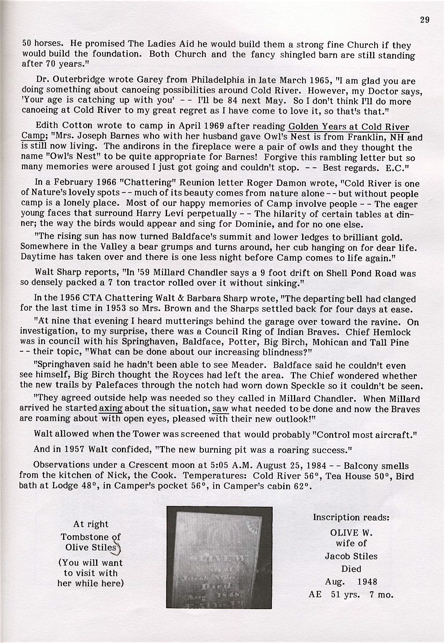 29
50 horses. He promised The Ladies Aid he would build them a strong fine Church if they
would build the foundation. Both Church and the fancy shingled barn are still standing
after 70 years."
Dr. Outerbridge wrote Garey from Philadelphia in late March 1965, "I am glad you are
doing something about canoeing possibilities around Cold River. However, my Doctor says,
'Your age is catching up with you' -- I'll be 84 next May. So I don't think I'll do more
canoeing at Cold River to my great regret as I have come to love it, so that's that."
Edith Cotton wrote to camp in April 1969 after reading Golden Years at Cold River
Camp; "Mrs. Joseph Barnes who with her husband gave Owl's Nest is from Franklin, NH and
is still now living. The andirons in the fireplace were a pair of owls and they thought the
name "Owl's Nest" to be quite appropriate for Barnes! Forgive this rambling letter but so
many memories were aroused I just got going and couldn't stop. -- Best regards. E.C."
In a February 1966 "Chattering" Reunion letter Roger Damon wrote, "Cold River is one
of Nature's lovely spots -- much of its beauty comes from nature alone -- but without people
camp is a lonely place. Most of our happy memories of Camp involve people -- The eager
young faces that surround Harry Levi perpetually -- The hilarity of certain tables at din-
ner; the way the birds would appear and sing for Dominie, and for no one else.
"The rising sun has now turned Baldface's summit and lower ledges to brilliant gold.
Somewhere in the Valley a bear grumps and turns around, her cub hanging on for dear life.
Daytime has taken over and there is one less night before Camp comes to life again."
Walt Sharp reports, "In '59 Millard Chandler says a 9 foot drift on Shell Pond Road was
so densely packed a 7 ton tractor rolled over it without sinking."
In the 1956 CTA Chattering Walt & Barbara Sharp wrote, "The departing bell had clanged
for the last time in 1953 so Mrs. Brown and the Sharps settled back for four days at ease.
"At nine that evening I heard mutterings behind the garage over toward the ravine. On
investigation, to my surprise, there was a Council Ring of Indian Braves. Chief Hemlock
was in council with his Springhaven, Baldface, Potter, Big Birch, Mohican and Tall Pine
-- their topic, "What can be done about our increasing blindness?"
"Springhaven said he hadn't been able to see Meader. Baldface said he couldn't even
see himself, Big Birch thought the Royces had left the area. The Chief wondered whether
the new trails by Palefaces through the notch had worn down Speckle so it couldn't be seen.
"They agreed outside help was needed so they called in Millard Chandler. When Millard
arrived he started axing about the situation, saw what needed to be done and now the Braves
are roaming about with open eyes, pleased with their new outlook!"
Walt allowed when the Tower was screened that would probably "Control most aircraft."
And in 1957 Walt confided, "The new burning pit was a roaring success."
Observations under a Crescent moon at 5:05 A.M. August 25, 1984 -- Balcony smells
from the kitchen of Nick, the Cook. Temperatures: Cold River 56°, Tea House 50°, Bird
bath at Lodge 48°, in Camper's pocket 56°, in Camper's cabin 62°.
At right
Tombstone of
Olive Stiles
(You will want
to visit with
her while here)
Inscription reads:
OLIVE W.
wife of
Jacob Stiles
Died
Aug. 1948
AE 51 yrs. 7 mo.